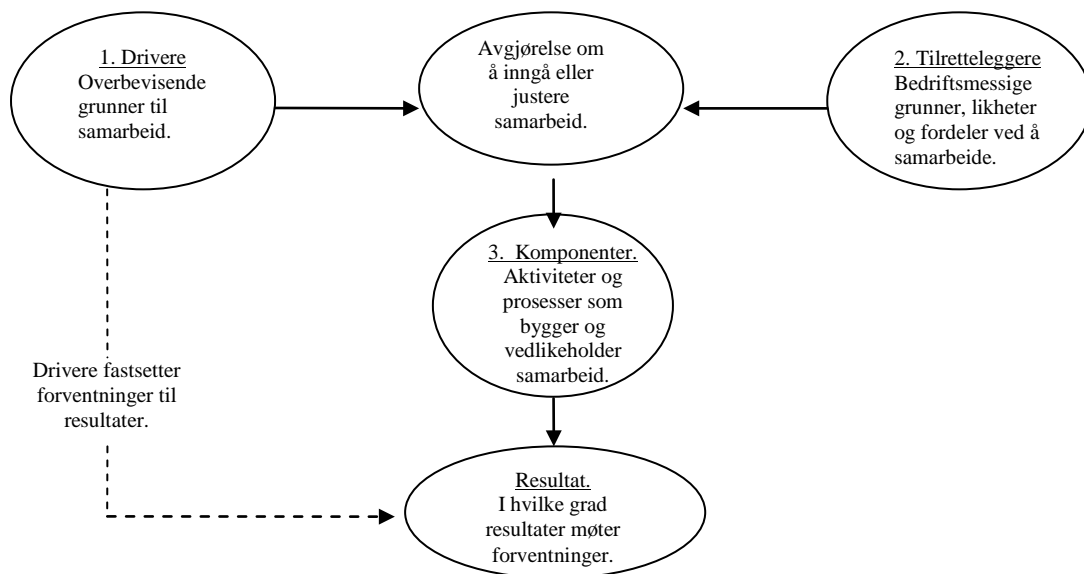 1. Drivere
Overbevisende
grunner til
samarbeid.
Avgjørelse om
å inngå eller
justere
samarbeid.
2. Tilretteleggere
Bedriftsmessige
grunner, likheter
og fordeler ved å
samarbeide.
3. Komponenter.
Aktiviteter og
prosesser som
bygger og
vedlikeholder
samarbeid.
Drivere fastsetter
forventninger til
resultater.
Resultat.
I hvilke grad
resultater møter
forventninger.